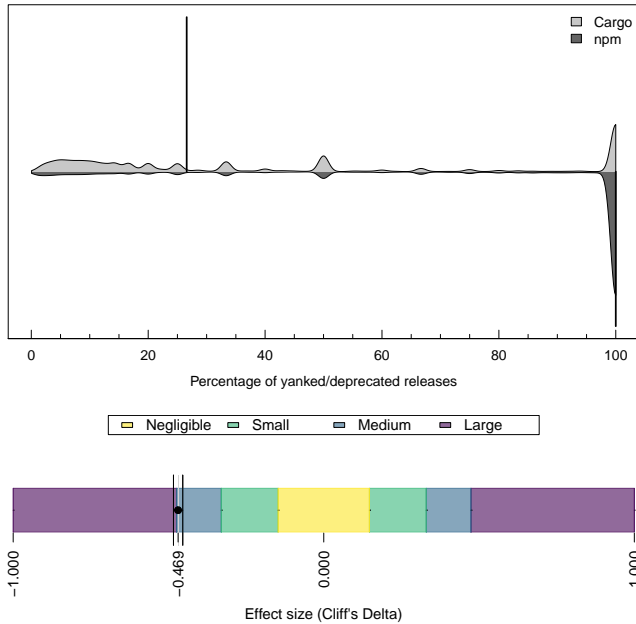 Cargo
npm
0 20 40 60 80 100
Percentage of yanked/deprecated releases
Negligible Small Medium Large
−1.000 −0.469 0.000 1.000
Effect size (Cliff's Delta)